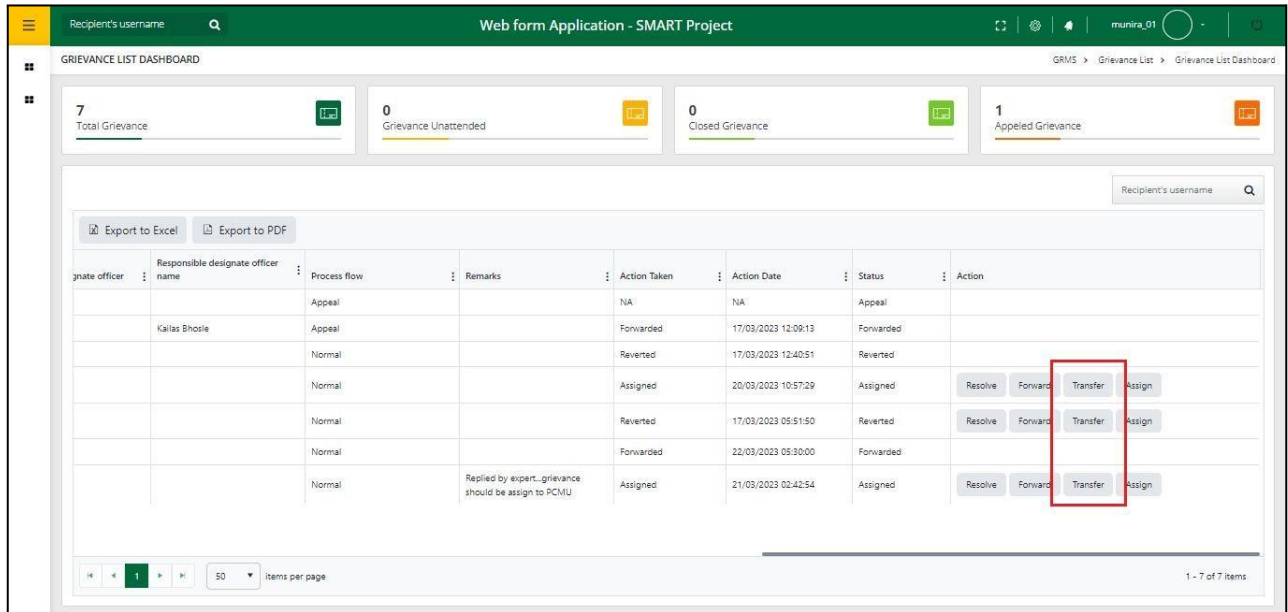 Recipient's username
Web form Application - SMART Project
munira_01
GRIEVANCE LIST DASHBOARD
GRMS > Grievance List > Grievance List Dashboard
7
Total Grievance
0
Grievance Unattended
0
Closed Grievance
1
Appeled Grievance
Recipient's username
Export to Excel Export to PDF
gnate officer Responsible designate officer name Process flow Remarks Action Taken Action Date Status Action
Appeal NA NA Appeal
Kailas Bhosle Appeal Forwarded 17/03/2023 12:09:13 Forwarded
Normal Reverted 17/03/2023 12:40:51 Reverted
Normal Assigned 20/03/2023 10:57:29 Assigned Resolve Forward Transfer Assign
Normal Reverted 17/03/2023 05:51:50 Reverted Resolve Forward Transfer Assign
Normal Forwarded 22/03/2023 05:30:00 Forwarded
Normal Replied by expert...grievance should be assign to PCMU Assigned 21/03/2023 02:42:54 Assigned Resolve Forward Transfer Assign
1 50 items per page 1 - 7 of 7 items